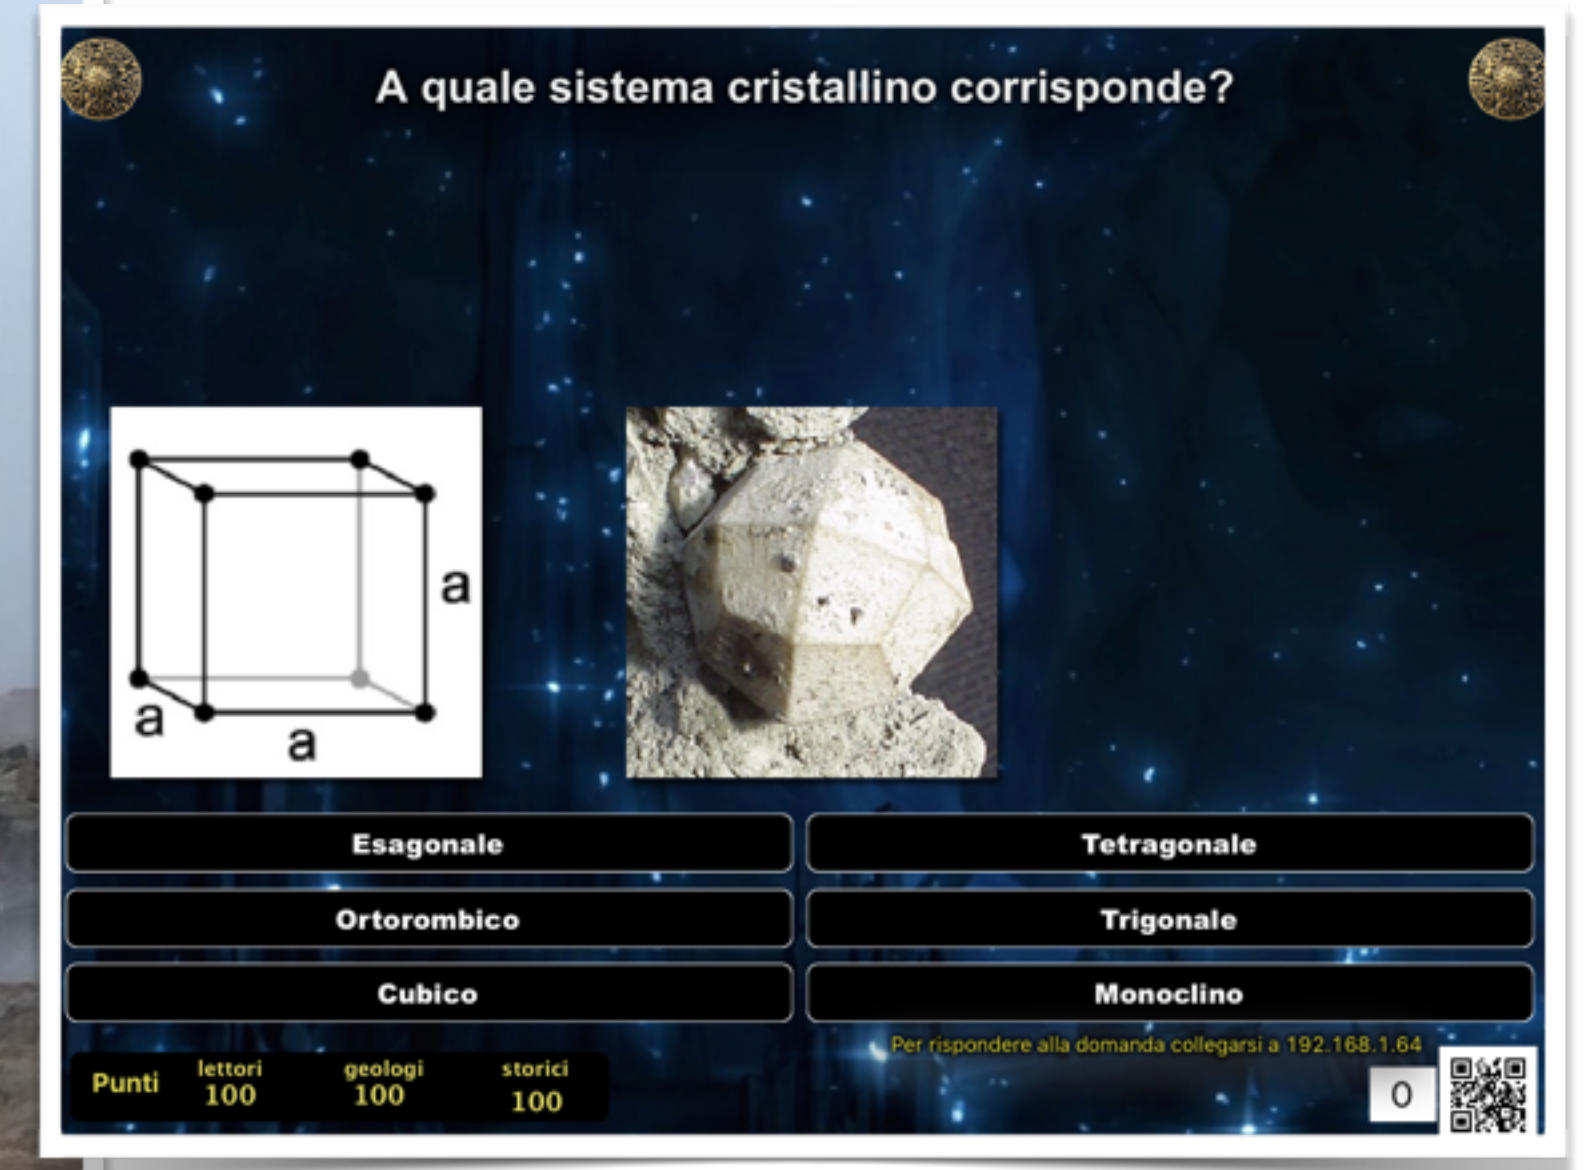 A quale sistema cristallino corrisponde?
a
a
a
Esagonale
Tetragonale
Ortorombico
Trigonale
Cubico
Monoclino
Per rispondere alla domanda collegarsi a 192.168.1.64
Punti
lettori
geologi
storici
100
100
100
0